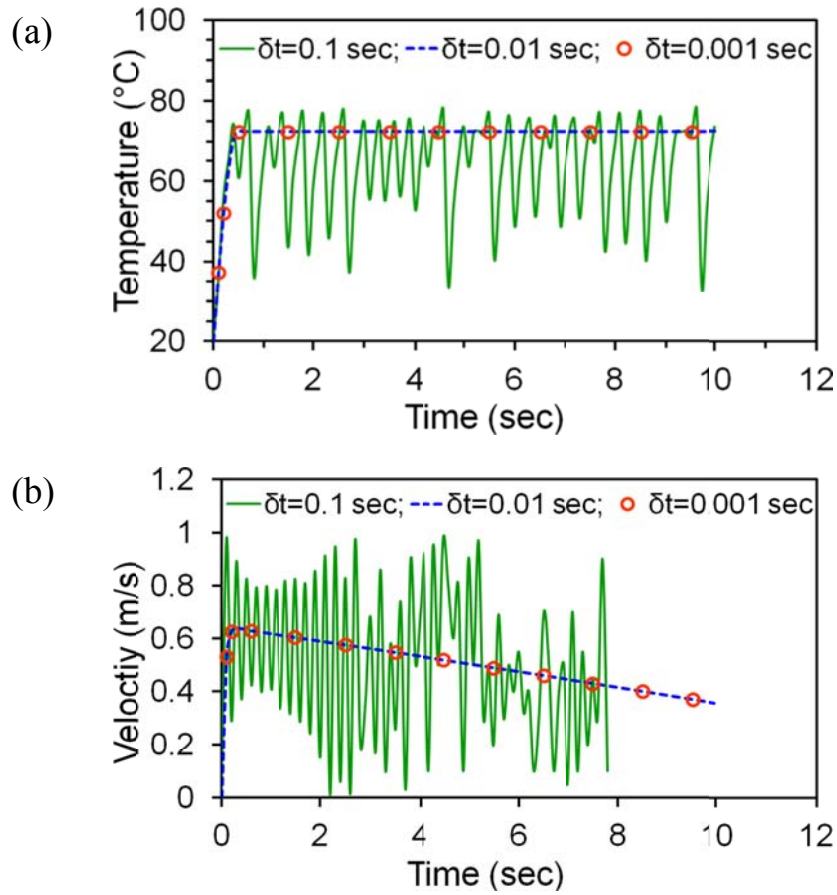 (a)
100
80
60
40
20
Temperature (°C)
δt=0.1 sec; δt=0.01 sec; δt=0.001 sec
0 2 4 6 8 10 12
Time (sec)
(b)
1.2
1
0.8
0.6
0.4
0.2
0
Veloctiy (m/s)
δt=0.1 sec; δt=0.01 sec; δt=0.001 sec
0 2 4 6 8 10 12
Time (sec)